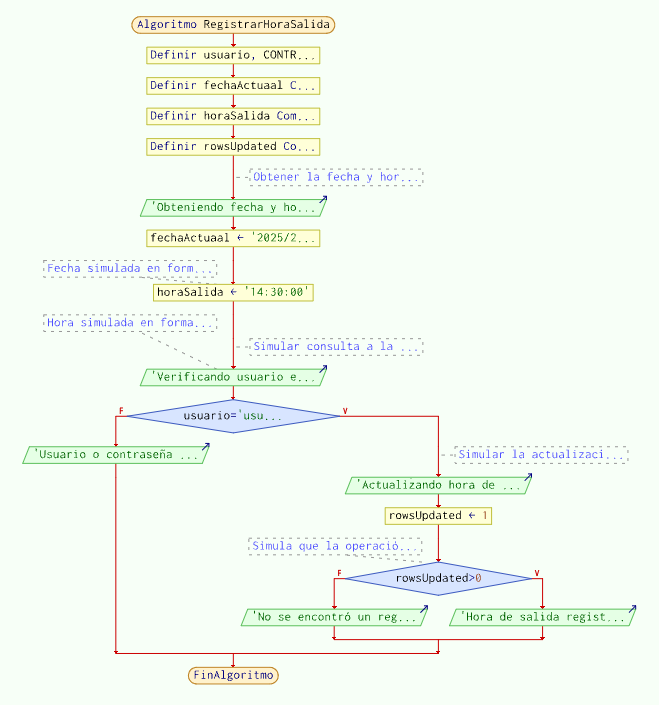 Algoritmo RegistrarHoraSalida
Definir usuario, CONTR...
Definir fechaActuaal C...
Definir horaSalida Com...
Definir rowsUpdated Co...
Obtener la fecha y hor...
'Obteniendo fecha y ho...
fechaActuaal ← '2025/2...
Fecha simulada en form...
horaSalida ← '14:30:00'
Hora simulada en forma...
Simular consulta a la ...
'Verificando usuario e...
F
V
usuario='usu...
'Usuario o contraseña ...
Simular la actualizaci...
'Actualizando hora de ...
rowsUpdated ← 1
Simula que la operació...
F
V
rowsUpdated>0
'No se encontró un reg...
'Hora de salida regist...
FinAlgoritmo